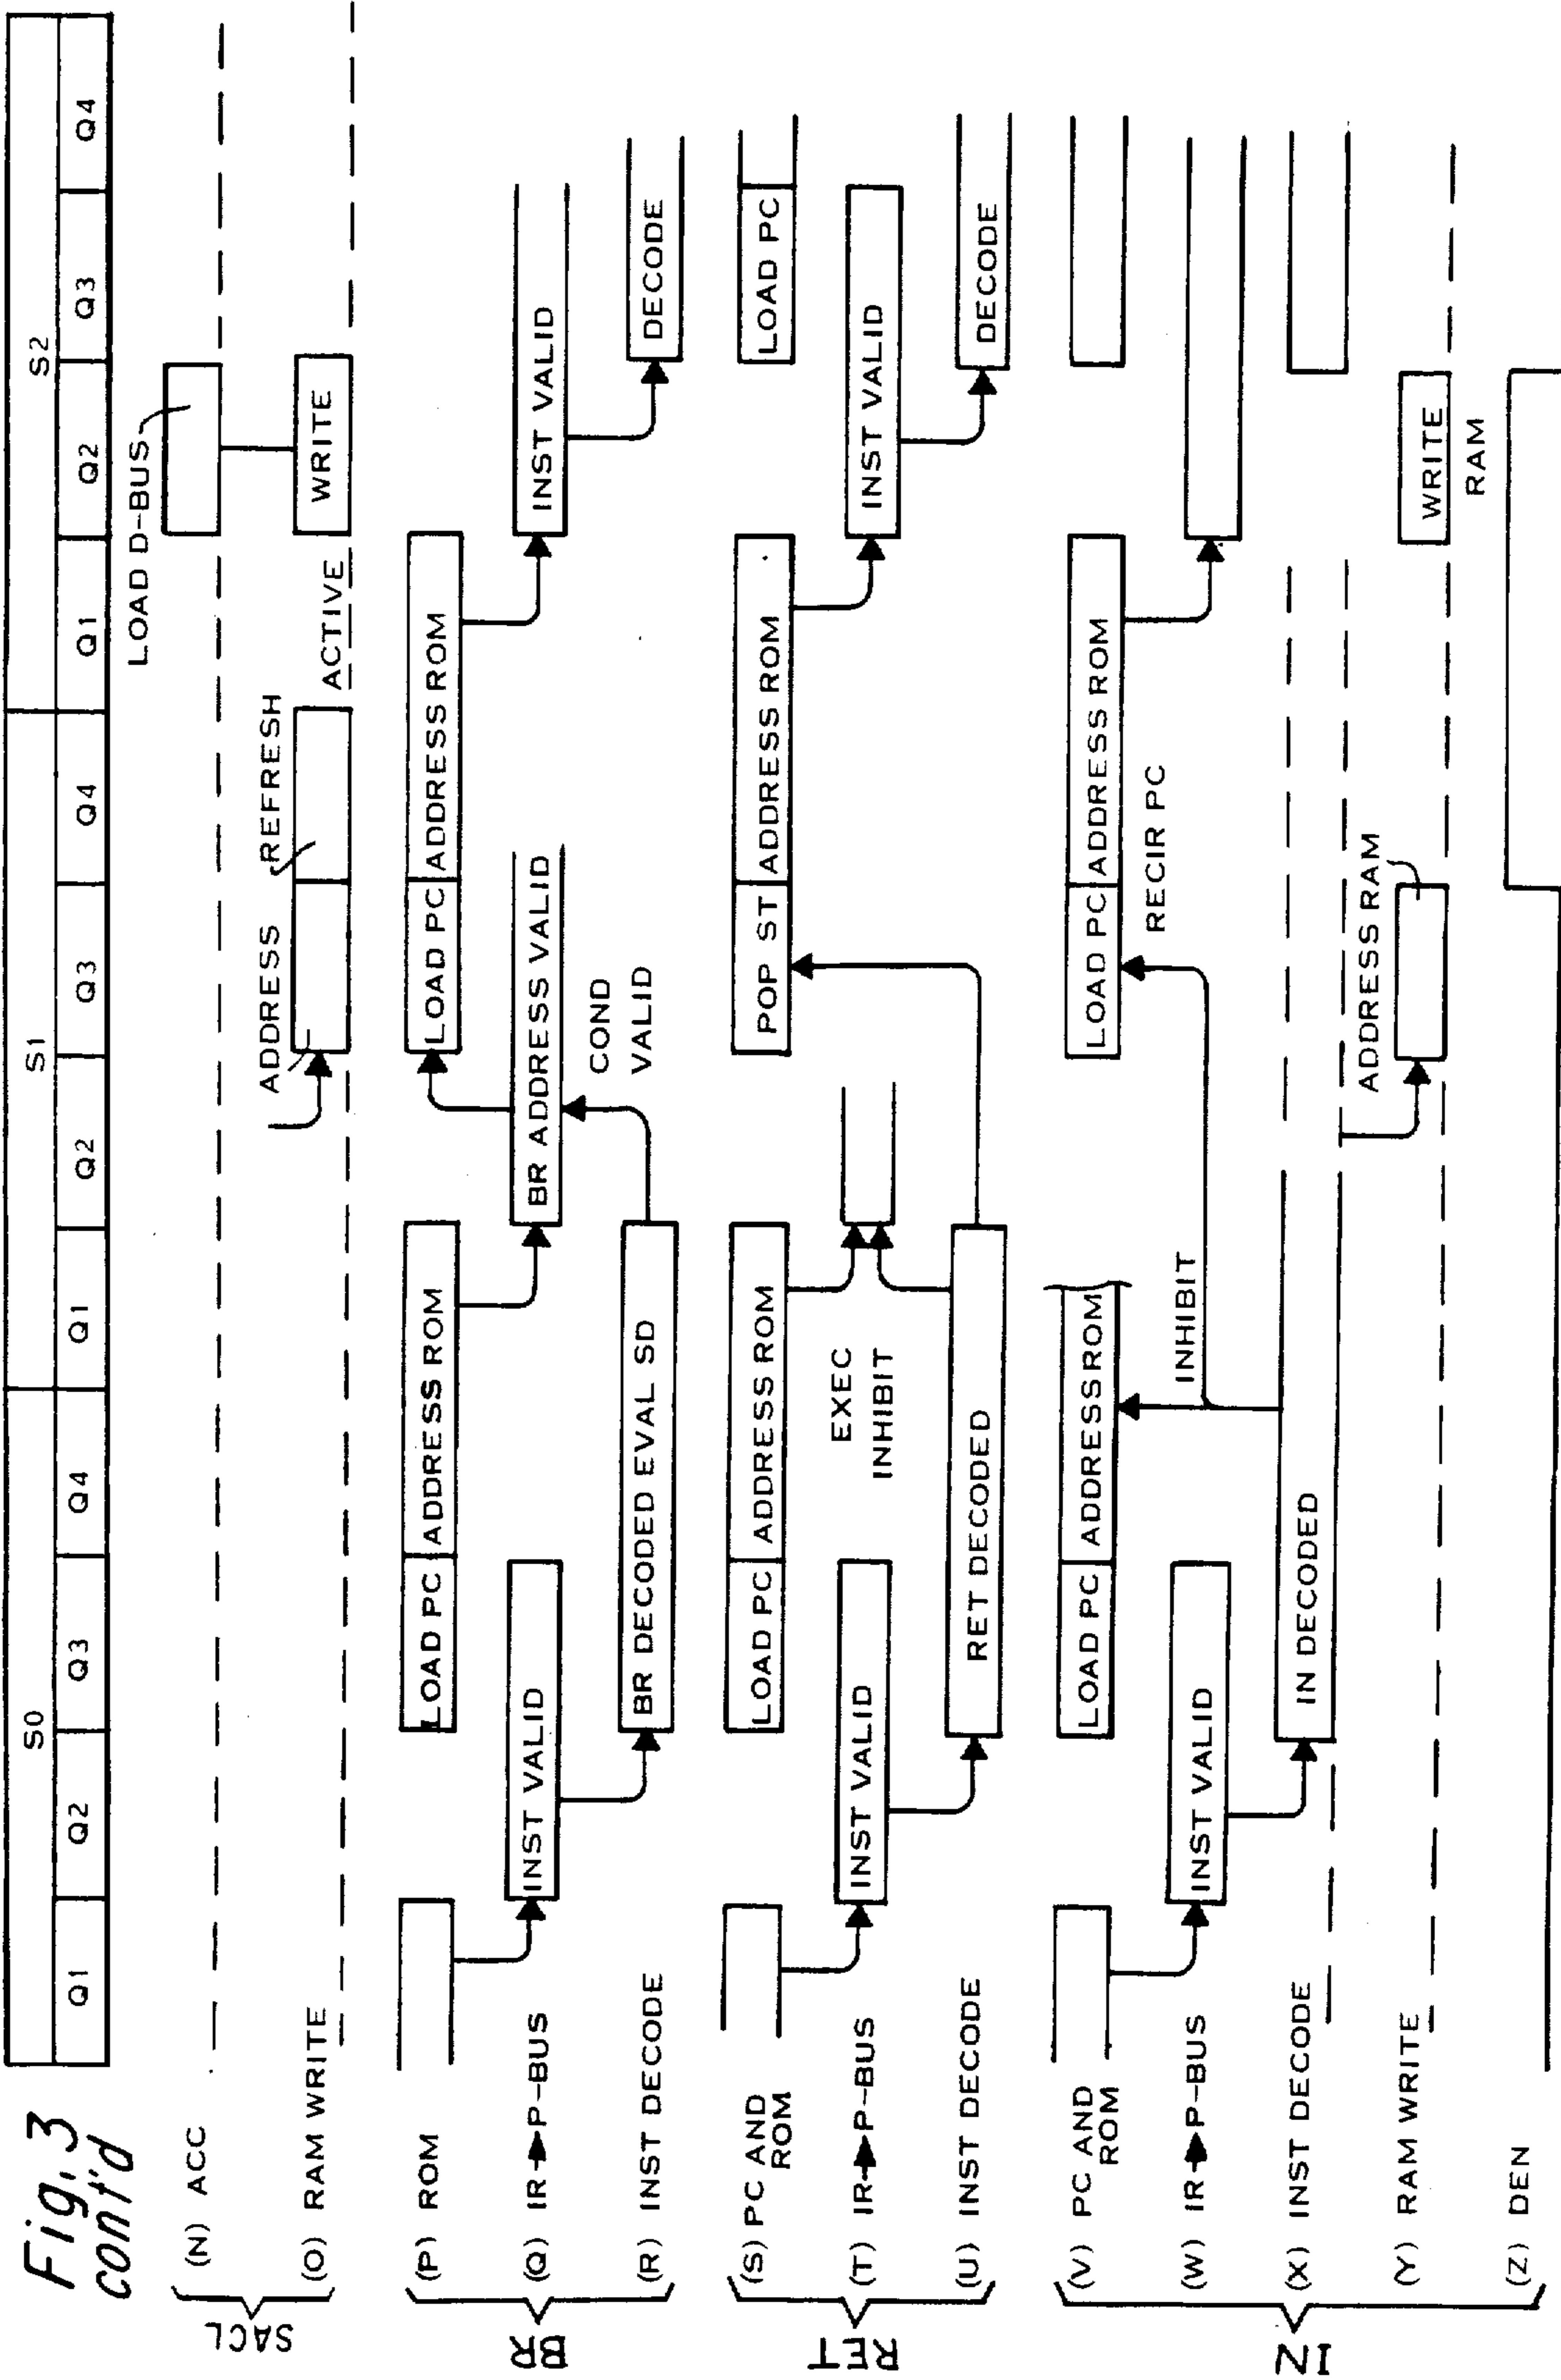 Fig. 3
cont'd
S0 S1 S2
Q1 Q2 Q3 Q4 Q1 Q2 Q3 Q4 Q1 Q2 Q3 Q4
SACL
(N) ACC
LOAD D-BUS
(O) RAM WRITE
ADDRESS
REFRESH
ACTIVE
WRITE
BR
(P) ROM
LOAD PC
ADDRESS ROM
LOAD PC
ADDRESS ROM
(Q) IR→P-BUS
INST VALID
BR ADDRESS VALID
INST VALID
COND
VALID
(R) INST DECODE
BR DECODED EVAL SD
DECODE
RET
(S) PC AND
ROM
LOAD PC
ADDRESS ROM
POP ST
ADDRESS ROM
LOAD PC
(T) IR→P-BUS
INST VALID
EXEC
INHIBIT
INST VALID
(U) INST DECODE
RET DECODED
DECODE
IN
(V) PC AND
ROM
LOAD PC
ADDRESS ROM
LOAD PC
ADDRESS ROM
RECIR PC
(W) IR→P-BUS
INST VALID
INHIBIT
(X) INST DECODE
IN DECODED
(Y) RAM WRITE
ADDRESS RAM
WRITE
RAM
(Z) DEN